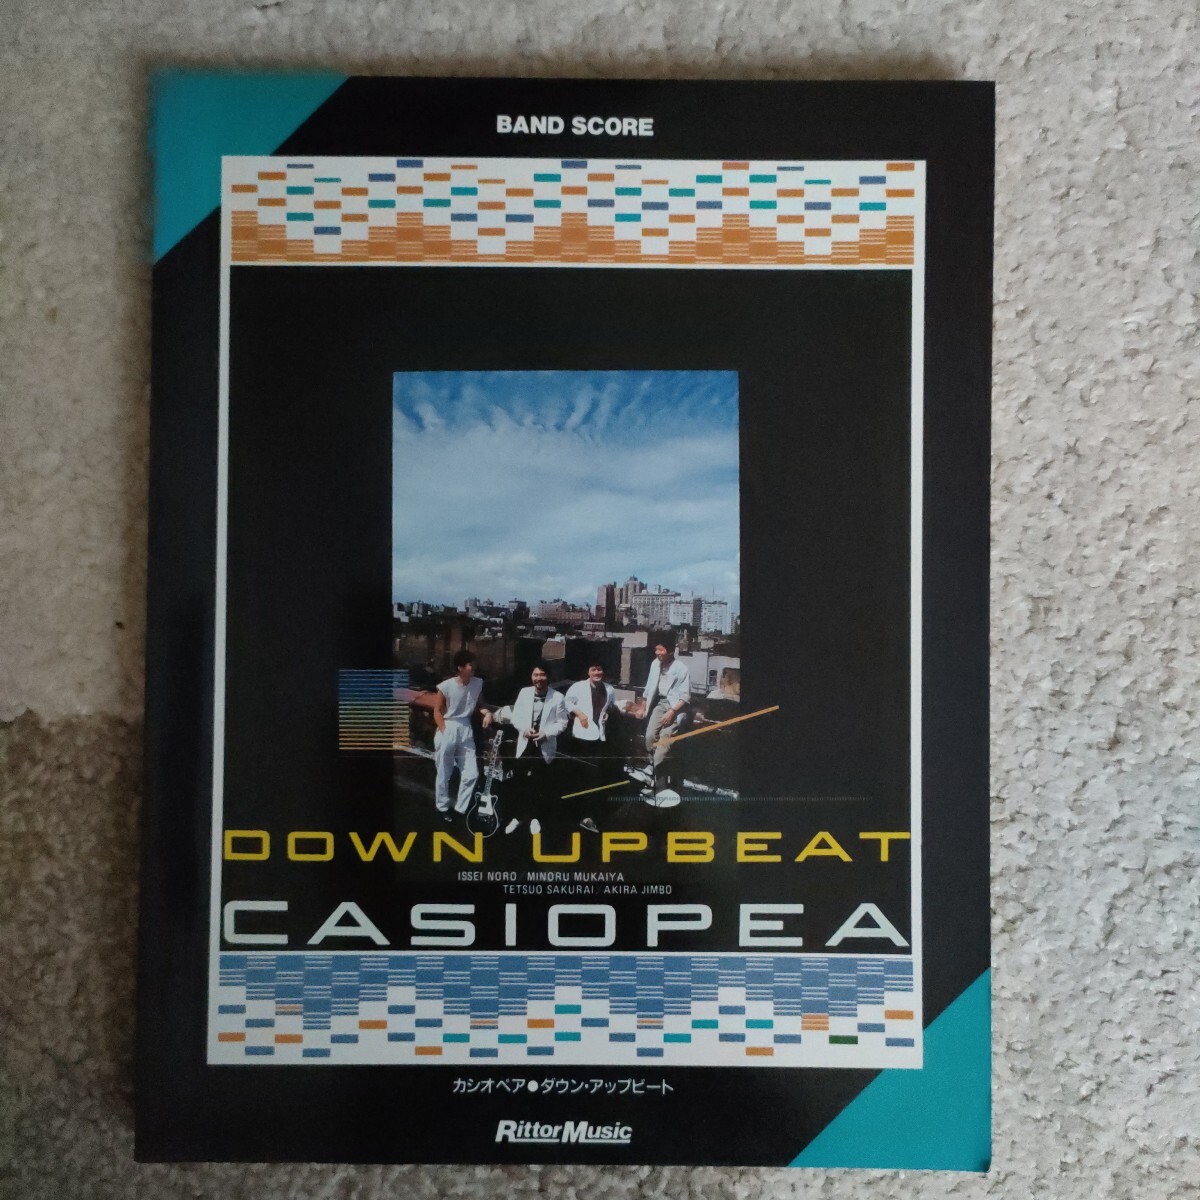 BAND SCORE
DOWN UPBEAT
ISSEI NORO / MINORU MUKAIYA
TETSUO SAKURAI / AKIRA JIMBO
CASIOPEA
カシオペア●ダウン・アップビート
RittorMusic